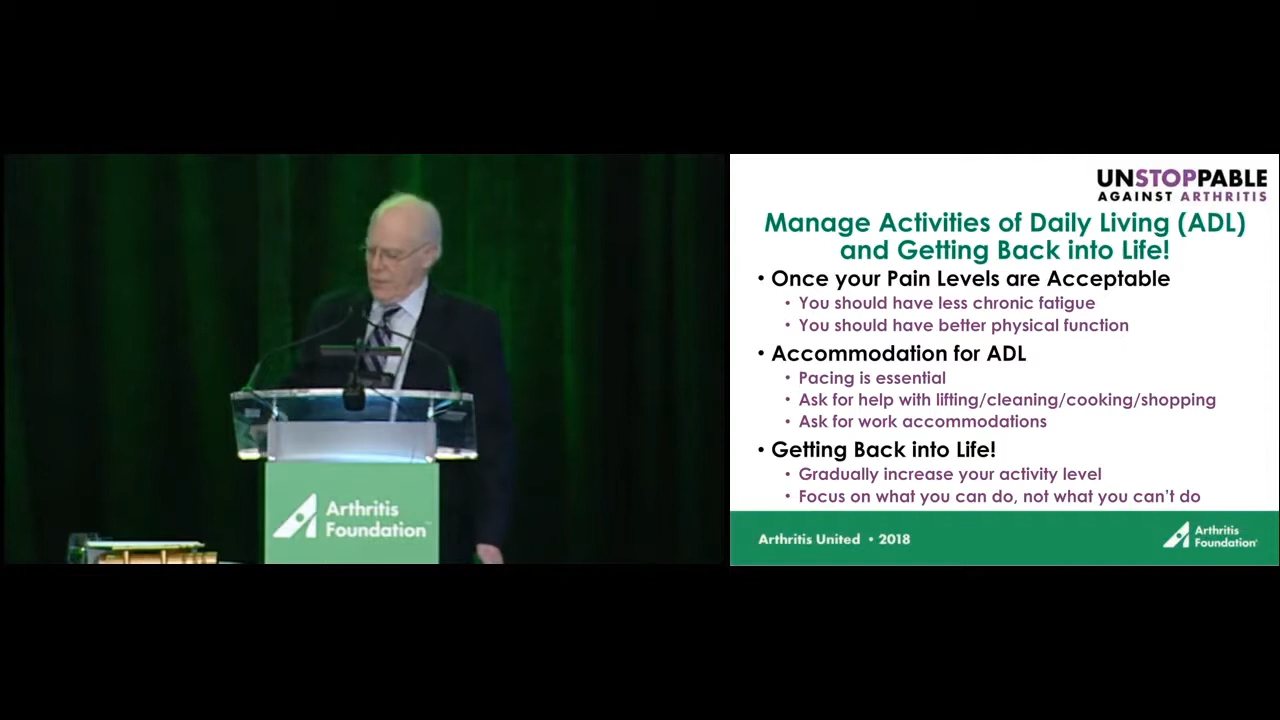 Arthritis
Foundation™
UNSTOPPABLE
AGAINST ARTHRITIS
Manage Activities of Daily Living (ADL)
and Getting Back into Life!
• Once your Pain Levels are Acceptable
• You should have less chronic fatigue
• You should have better physical function
• Accommodation for ADL
• Pacing is essential
• Ask for help with lifting/cleaning/cooking/shopping
• Ask for work accommodations
• Getting Back into Life!
• Gradually increase your activity level
• Focus on what you can do, not what you can't do
Arthritis United • 2018
Arthritis
Foundation®